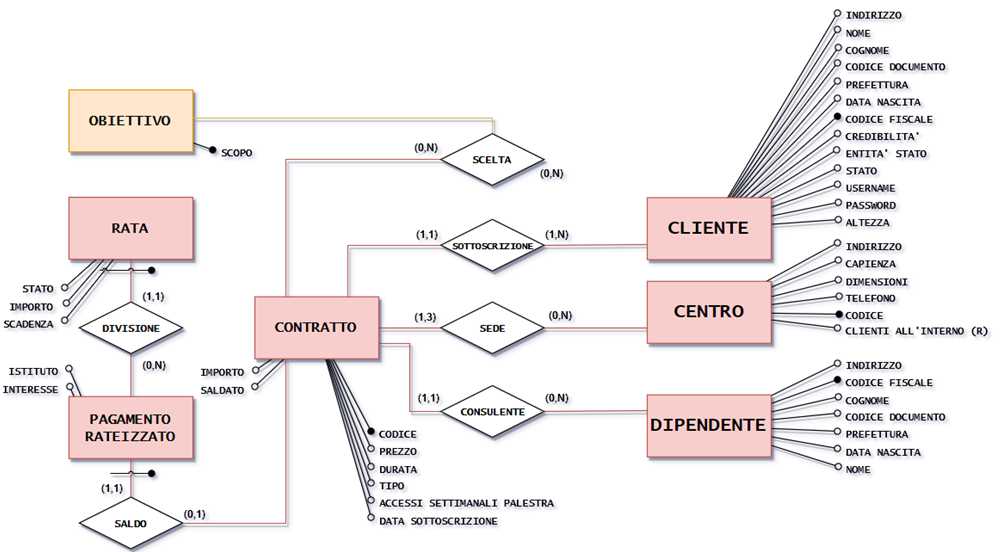 INDIRIZZO
NOME
COGNOME
CODICE DOCUMENTO
PREFETTURA
DATA NASCITA
CODICE FISCALE
CREDIBILITA'
ENTITA' STATO
STATO
USERNAME
PASSWORD
ALTEZZA
OBIETTIVO
SCOPO
(0,N)
SCELTA
(0,N)
RATA
STATO
IMPORTO
SCADENZA
(1,1)
SOTTOSCRIZIONE
(1,N)
CLIENTE
(1,1)
DIVISIONE
(0,N)
CONTRATTO
(1,3)
SEDE
(0,N)
CENTRO
INDIRIZZO
CAPIENZA
DIMENSIONI
TELEFONO
CODICE
CLIENTI ALL'INTERNO (R)
ISTITUTO
INTERESSE
PAGAMENTO
RATEIZZATO
IMPORTO
SALDATO
(1,1)
CONSULENTE
(0,N)
DIPENDENTE
INDIRIZZO
CODICE FISCALE
COGNOME
CODICE DOCUMENTO
PREFETTURA
DATA NASCITA
NOME
CODICE
PREZZO
DURATA
TIPO
ACCESSI SETTIMANALI PALESTRA
DATA SOTTOSCRIZIONE
(1,1)
SALDO
(0,1)